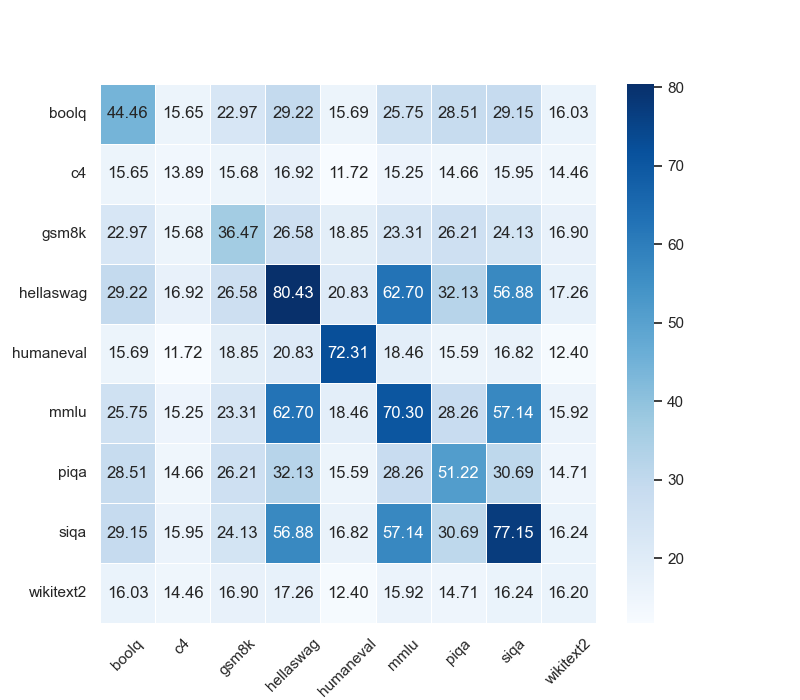 boolq 44.46 15.65 22.97 29.22 15.69 25.75 28.51 29.15 16.03
c4 15.65 13.89 15.68 16.92 11.72 15.25 14.66 15.95 14.46
gsm8k 22.97 15.68 36.47 26.58 18.85 23.31 26.21 24.13 16.90
hellaswag 29.22 16.92 26.58 80.43 20.83 62.70 32.13 56.88 17.26
humaneval 15.69 11.72 18.85 20.83 72.31 18.46 15.59 16.82 12.40
mmlu 25.75 15.25 23.31 62.70 18.46 70.30 28.26 57.14 15.92
piqa 28.51 14.66 26.21 32.13 15.59 28.26 51.22 30.69 14.71
siqa 29.15 15.95 24.13 56.88 16.82 57.14 30.69 77.15 16.24
wikitext2 16.03 14.46 16.90 17.26 12.40 15.92 14.71 16.24 16.20
boolq c4 gsm8k hellaswag humaneval mmlu piqa siqa wikitext2
80
70
60
50
40
30
20